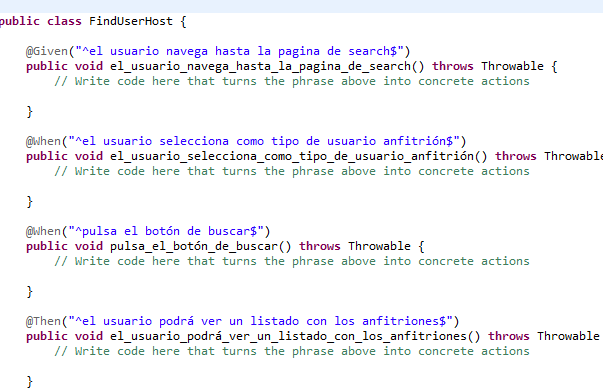 public class FindUserHost {
@Given("^el usuario navega hasta la pagina de search$")
public void el_usuario_navega_hasta_la_pagina_de_search() throws Throwable {
// Write code here that turns the phrase above into concrete actions
}
@When("^el usuario selecciona como tipo de usuario anfitrión$")
public void el_usuario_selecciona_como_tipo_de_usuario_anfitrión() throws Throwable
// Write code here that turns the phrase above into concrete actions
}
@When("^pulsa el botón de buscar$")
public void pulsa_el_botón_de_buscar() throws Throwable {
// Write code here that turns the phrase above into concrete actions
}
@Then("^el usuario podrá ver un listado con los anfitriones$")
public void el_usuario_podrá_ver_un_listado_con_los_anfitriones() throws Throwable
// Write code here that turns the phrase above into concrete actions
}